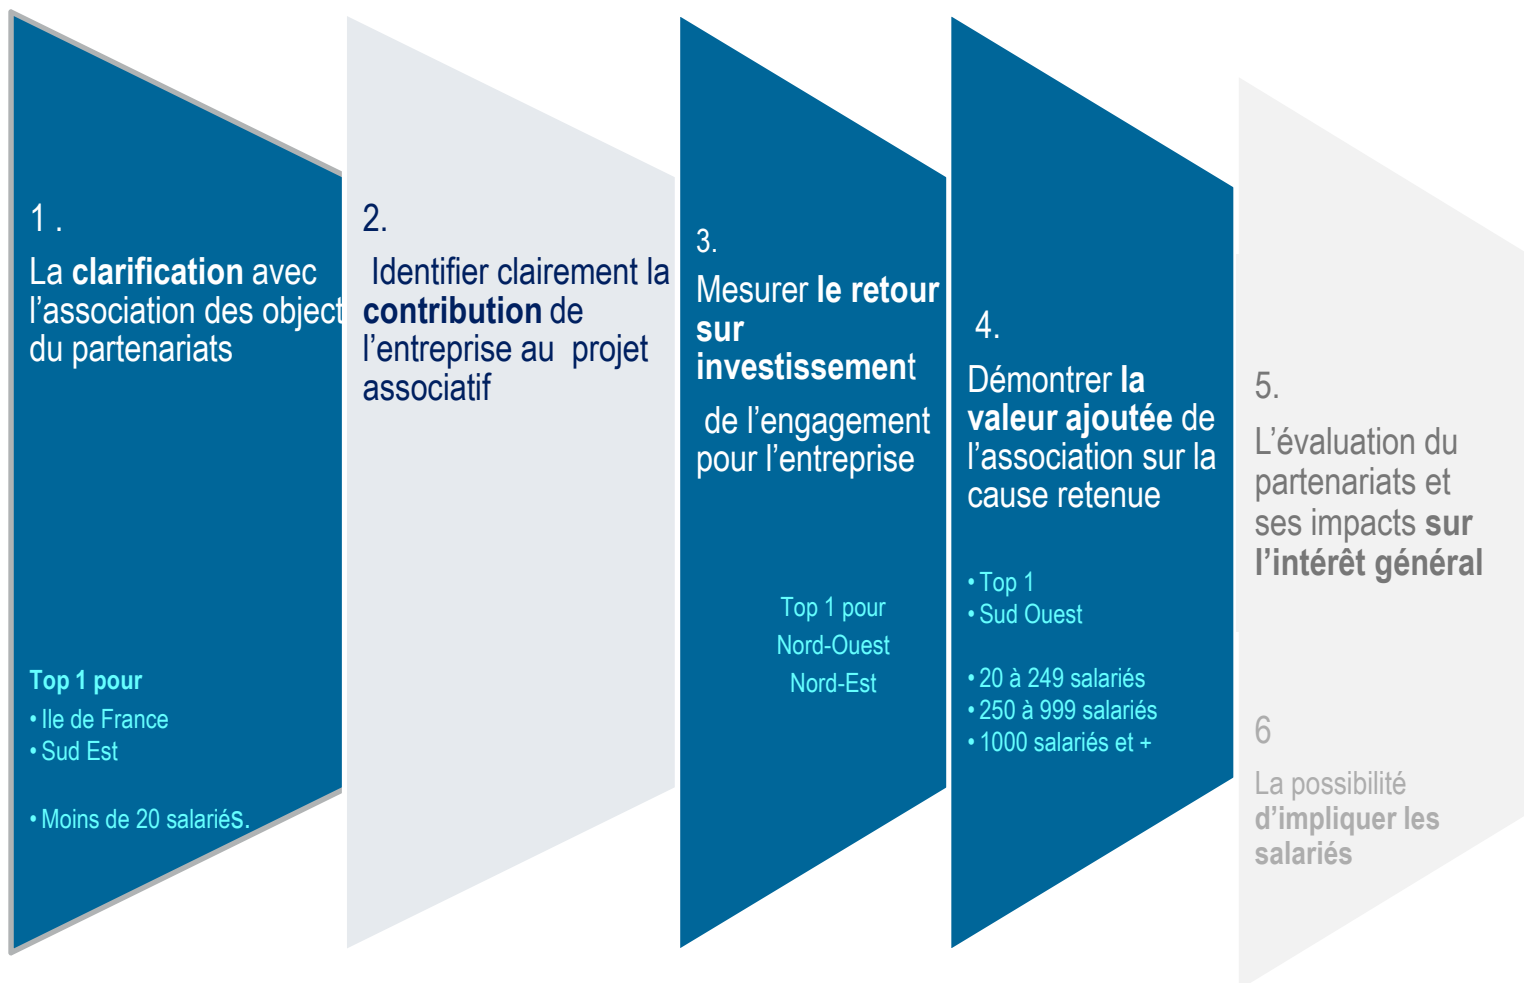 1 .
La clarification avec
l’association des object
du partenariats
Top 1 pour
• Ile de France
• Sud Est
• Moins de 20 salariés.
2.
Identifier clairement la
contribution de
l’entreprise au projet
associatif
3.
Mesurer le retour
sur
investissement
de l’engagement
pour l’entreprise
Top 1 pour
Nord-Ouest
Nord-Est
4.
Démontrer la
valeur ajoutée de
l’association sur la
cause retenue
• Top 1
• Sud Ouest
• 20 à 249 salariés
• 250 à 999 salariés
• 1000 salariés et +
5.
L’évaluation du
partenariats et
ses impacts sur
l’intérêt général
6
La possibilité
d’impliquer les
salariés